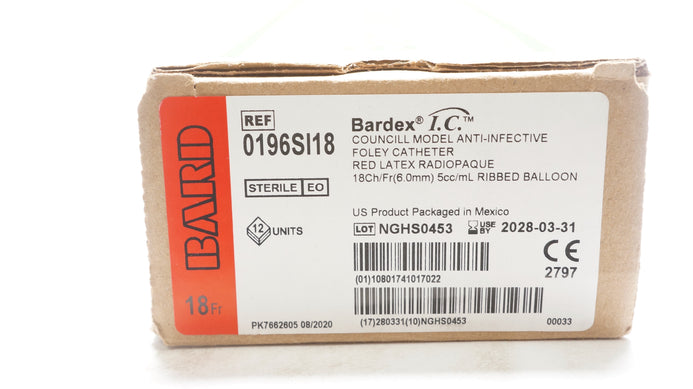 BARD
18Fr
REF
0196SI18
STERILE EO
12 UNITS
Bardex® I.C.™
COUNCILL MODEL ANTI-INFECTIVE
FOLEY CATHETER
RED LATEX RADIOPAQUE
18Ch/Fr(6.0mm) 5cc/mL RIBBED BALLOON
US Product Packaged in Mexico
LOT NGHS0453 USE BY 2028-03-31
(01)10801741017022
CE
2797
(17)280331(10)NGHS0453
00033
PK7662605 08/2020